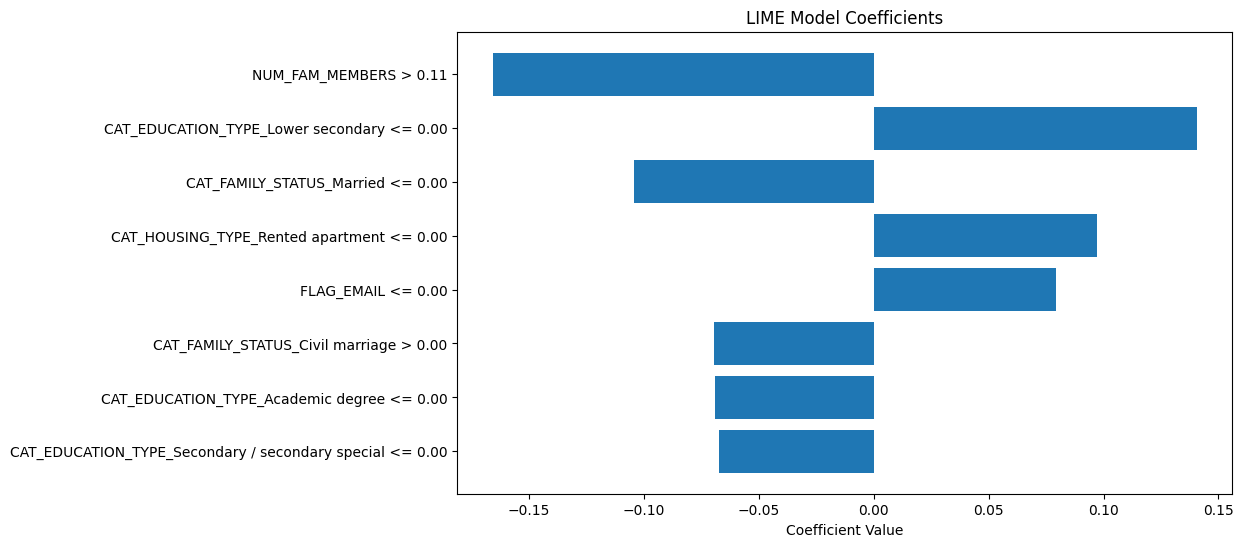 LIME Model Coefficients
NUM_FAM_MEMBERS > 0.11
CAT_EDUCATION_TYPE_Lower secondary <= 0.00
CAT_FAMILY_STATUS_Married <= 0.00
CAT_HOUSING_TYPE_Rented apartment <= 0.00
FLAG_EMAIL <= 0.00
CAT_FAMILY_STATUS_Civil marriage > 0.00
CAT_EDUCATION_TYPE_Academic degree <= 0.00
CAT_EDUCATION_TYPE_Secondary / secondary special <= 0.00
−0.15 −0.10 −0.05 0.00 0.05 0.10 0.15
Coefficient Value